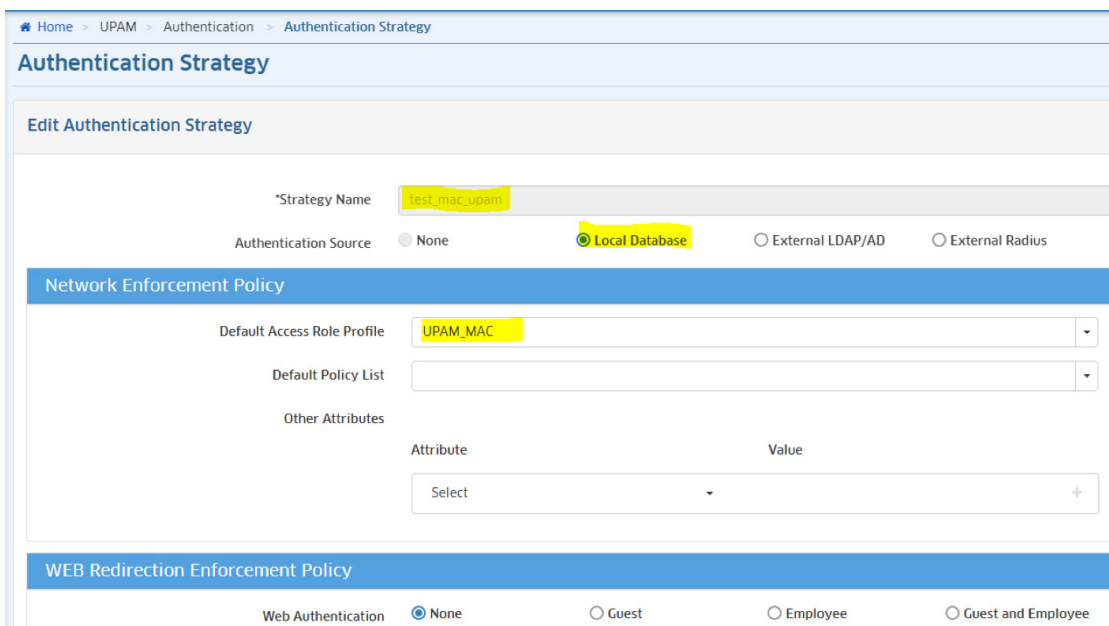 Home > UPAM > Authentication > Authentication Strategy
Authentication Strategy
Edit Authentication Strategy
*Strategy Name test_mac_upam
Authentication Source None Local Database External LDAP/AD External Radius
Network Enforcement Policy
Default Access Role Profile UPAM_MAC
Default Policy List
Other Attributes
Attribute Value
Select +
WEB Redirection Enforcement Policy
Web Authentication None Guest Employee Guest and Employee